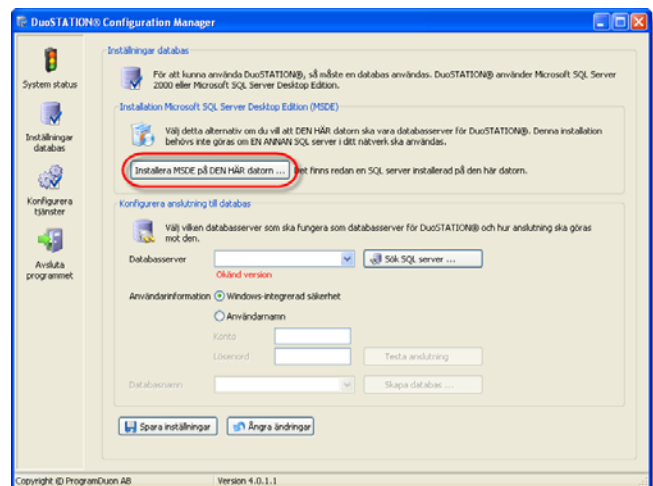 DuoSTATION® Configuration Manager
System status
Inställningar
databas
Konfigurera
tjänster
Avsluta
programmet
Inställningar databas
För att kunna använda DuoSTATION®, så måste en databas användas. DuoSTATION® använder Microsoft SQL Server
2000 eller Microsoft SQL Server Desktop Edition.
Installation Microsoft SQL Server Desktop Edition (MSDE)
Välj detta alternativ om du vill att DEN HÄR datorn ska vara databasserver för DuoSTATION®. Denna installation
behövs inte göras om EN ANNAN SQL server i ditt nätverk ska användas.
Installera MSDE på DEN HÄR datorn ...
Det finns redan en SQL server installerad på den här datorn.
Konfigurera anslutning till databas
Välj vilken databasserver som ska fungera som databasserver för DuoSTATION® och hur anslutning ska göras
mot den.
Databasserver
Sök SQL server ...
Okänd version
Användarinformation
Windows-integrerad säkerhet
Användarnamn
Konto
Lösenord
Testa anslutning
Databasnamn
Skapa databas ...
Spara inställningar
Ångra ändringar
Copyright © ProgramDuon AB
Version 4.0.1.1